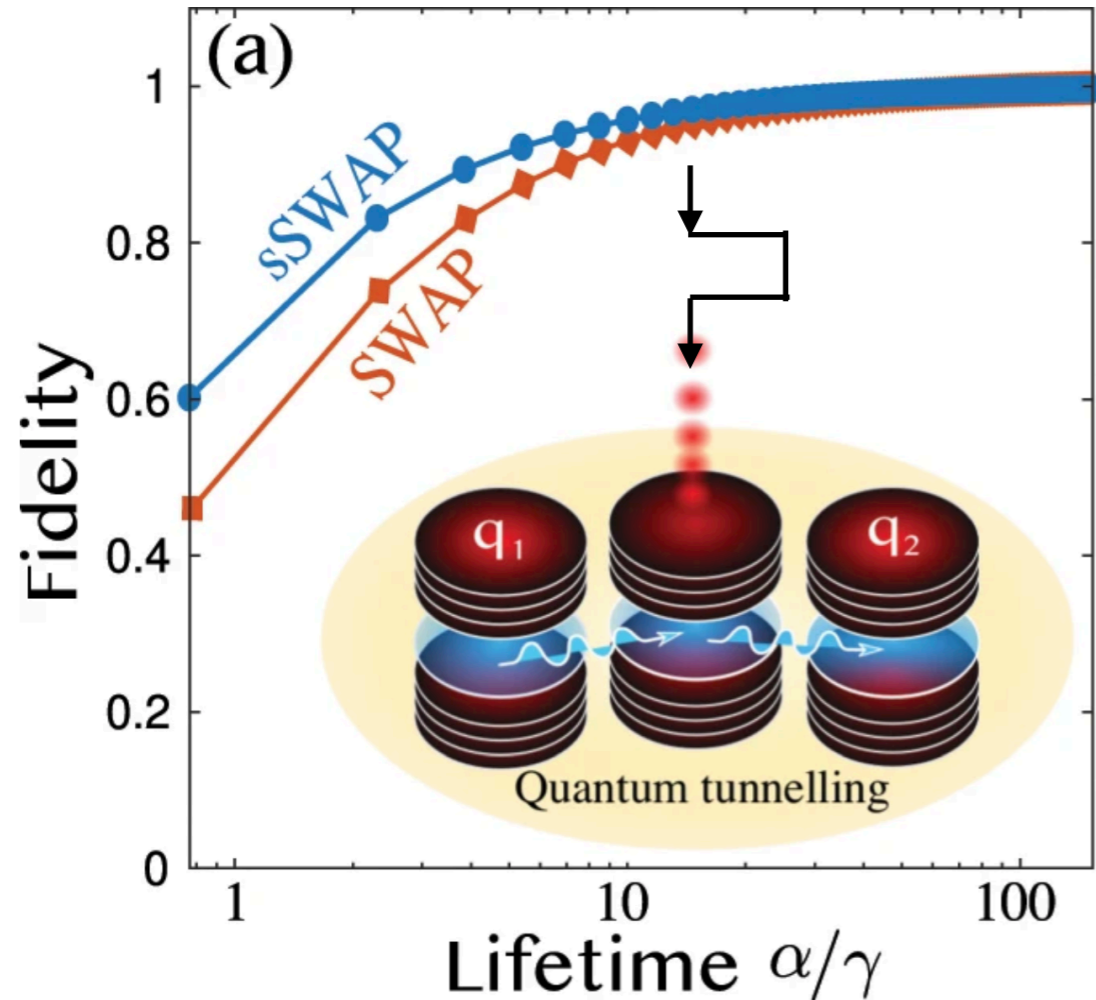 (a)
1
0.8
0.6
0.4
0.2
0
Fidelity
sSWAP
SWAP
q₁
q₂
Quantum tunnelling
1
10
100
Lifetime α/γ